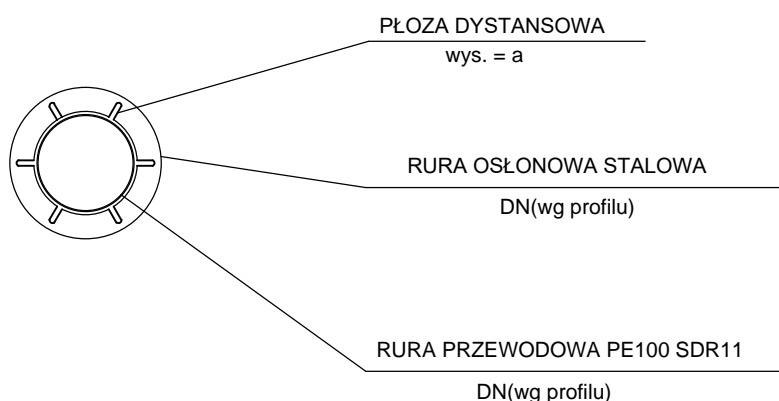 PŁOZA DYSTANSOWA
wys. = a
RURA OSŁONOWA STALOWA
DN(wg profilu)
RURA PRZEWODOWA PE100 SDR11
DN(wg profilu)